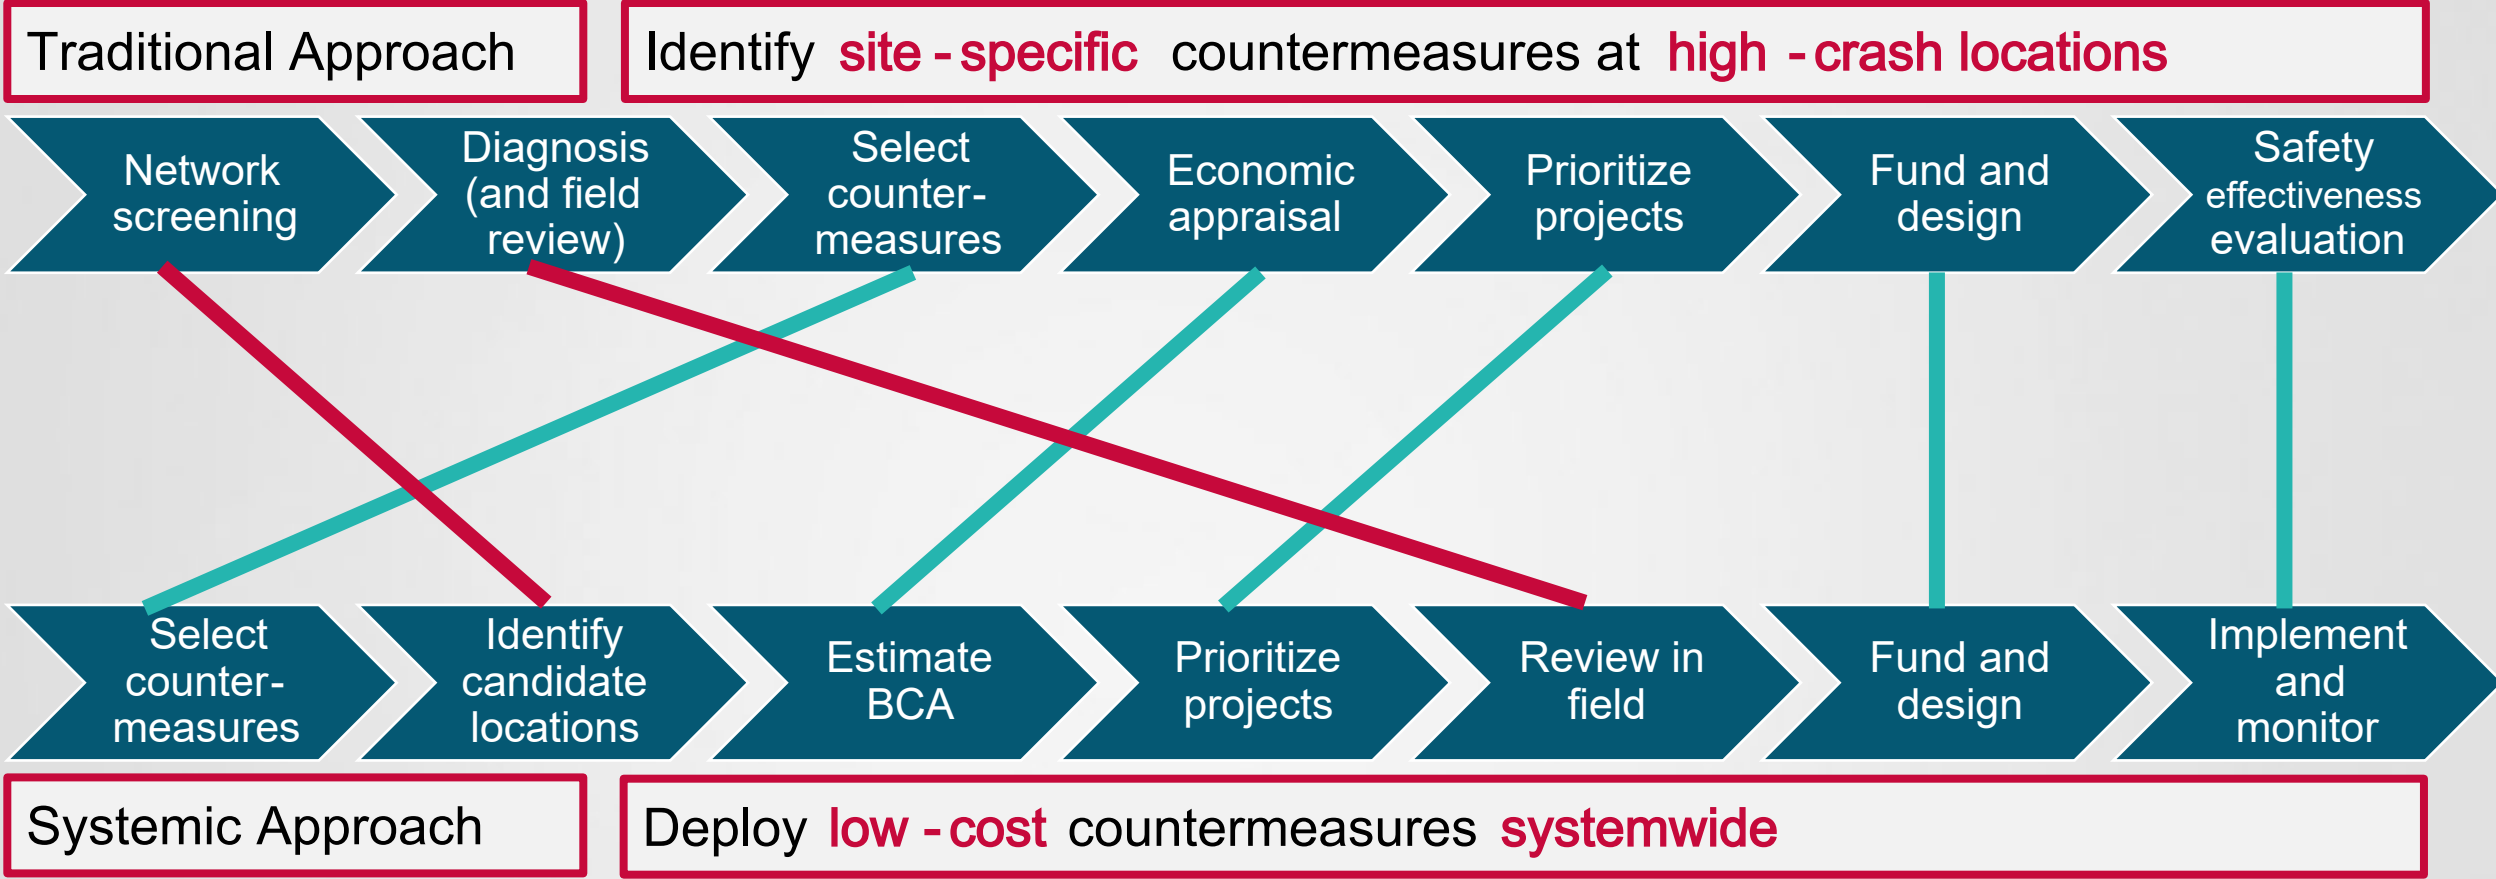 Traditional Approach
Identify site-specific countermeasures at high-crash locations
Network
screening
Diagnosis
(and field
review)
Select
counter-
measures
Economic
appraisal
Prioritize
projects
Fund and
design
Safety
effectiveness
evaluation
Select
counter-
measures
Identify
candidate
locations
Estimate
BCA
Prioritize
projects
Review in
field
Fund and
design
Implement
and
monitor
Systemic Approach
Deploy low-cost countermeasures systemwide